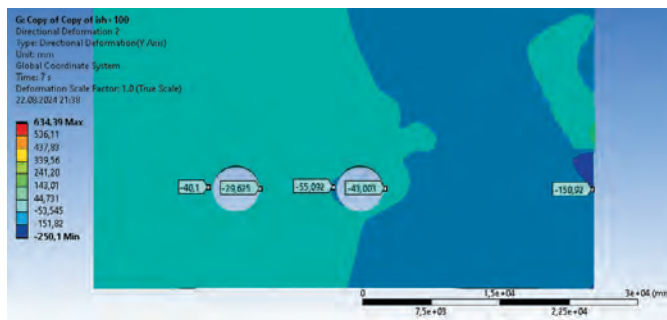 G: Copy of Copy of ish - 100
Directional Deformation 2
Type: Directional Deformation(Y Axis)
Unit: mm
Global Coordinate System
Time: 7 s
Deformation Scale Factor: 1.0 (True Scale)
22.08.2024 21:38
634,39 Max
536,11
437,83
339,56
241,20
143,01
44,731
-53,545
-151,82
-250,1 Min
-40,1
-29,625
-55,092
-43,003
-150,92
0
1,5e+04
3e+04 (mm
7,5e+03
2,25e+04